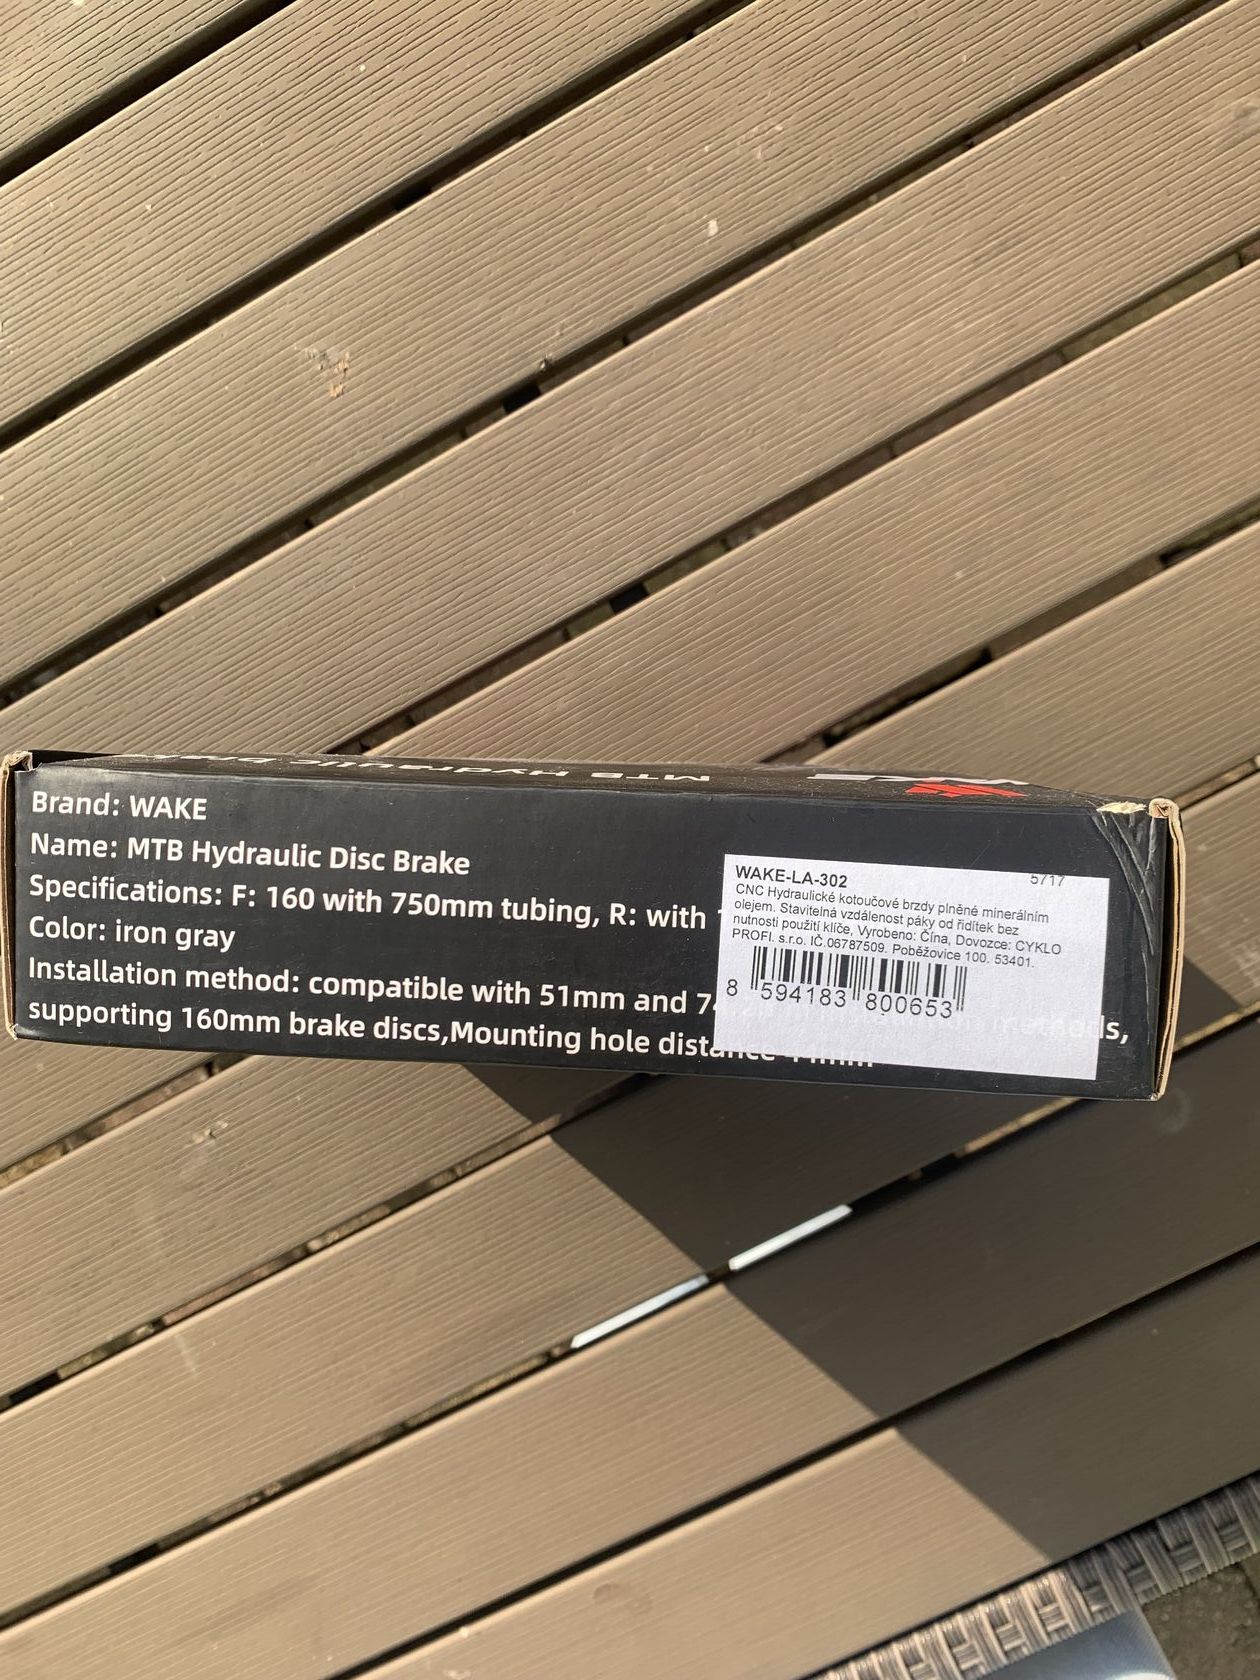 MTB Hydraulic
WAKE
Brand: WAKE
Name: MTB Hydraulic Disc Brake
Specifications: F: 160 with 750mm tubing, R: with
Color: iron gray
Installation method: compatible with 51mm and 7
supporting 160mm brake discs,Mounting hole distance
WAKE-LA-302 5717
CNC Hydraulické kotoučové brzdy plněné minerálním
olejem. Stavitelná vzdálenost páky od řidítek bez
nutnosti použití klíče, Vyrobeno: Čína, Dovozce: CYKLO
PROFI. s.r.o. IČ.06787509. Poběžovice 100. 53401.
8 594183 800653